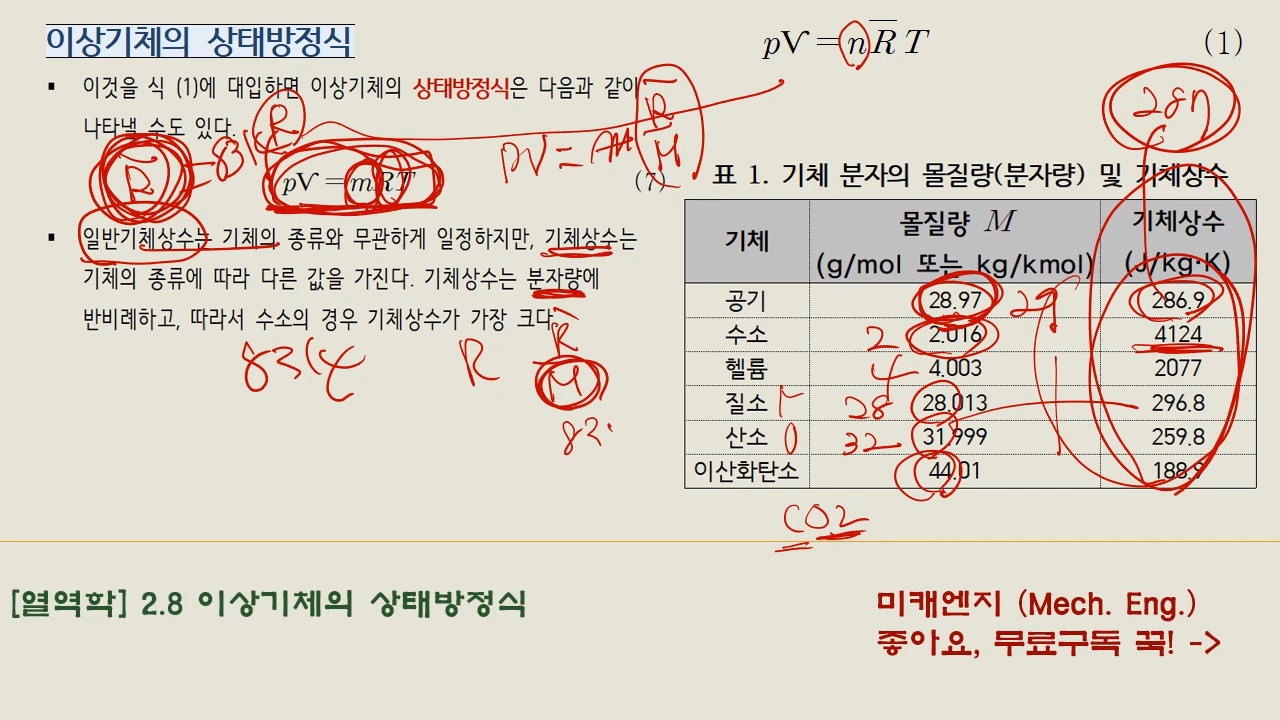 이상기체의 상태방정식
pV = nR̅T (1)
▪ 이것을 식 (1)에 대입하면 이상기체의 상태방정식은 다음과 같이
나타낼 수도 있다.
pV = mRT (7)
▪ 일반기체상수는 기체의 종류와 무관하게 일정하지만, 기체상수는
기체의 종류에 따라 다른 값을 가진다. 기체상수는 분자량에
반비례하고, 따라서 수소의 경우 기체상수가 가장 크다.
8314 R R̅/M
표 1. 기체 분자의 몰질량(분자량) 및 기체상수
기체 몰질량 M (g/mol 또는 kg/kmol) 기체상수 (J/kg·K)
공기 28.97 29 286.9
수소 2 2.016 4124
헬륨 4 4.003 2077
질소 28 28.013 296.8
산소 0 32 31.999 259.8
이산화탄소 44.01 188.9
CO2
[열역학] 2.8 이상기체의 상태방정식
미캐엔지 (Mech. Eng.)
좋아요, 무료구독 꾹! ->